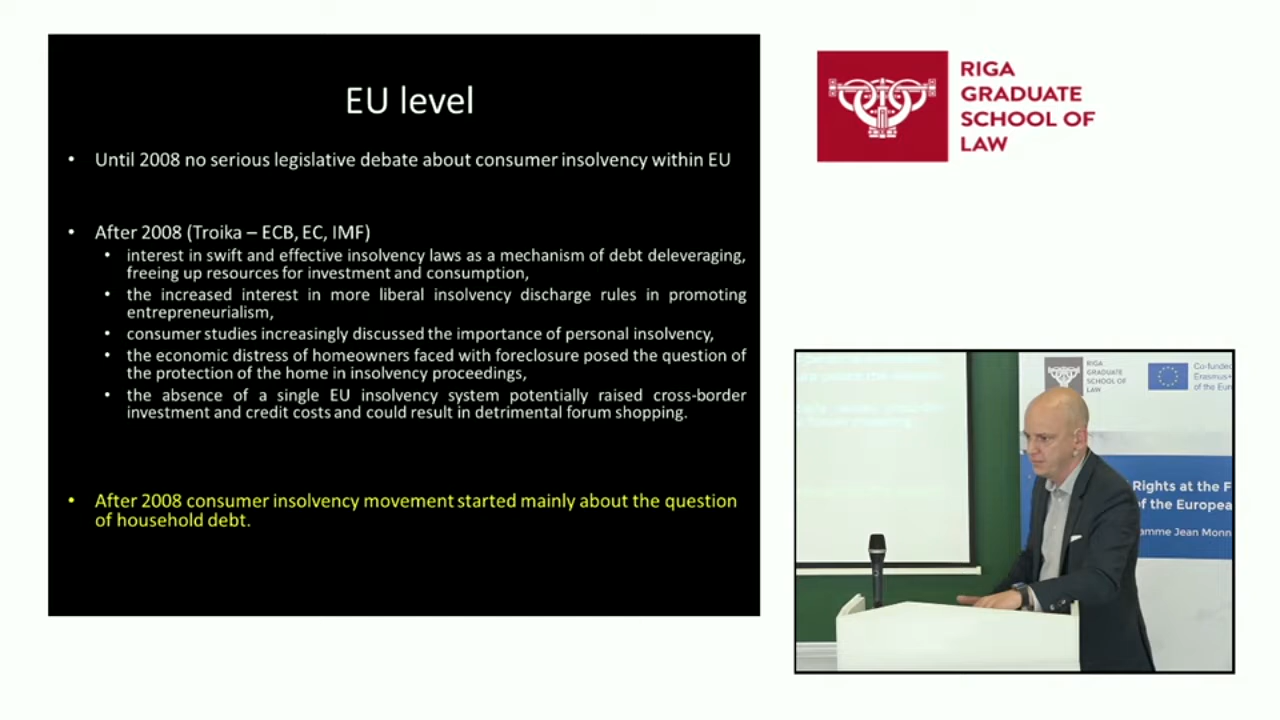 EU level
• Until 2008 no serious legislative debate about consumer insolvency within EU
• After 2008 (Troika – ECB, EC, IMF)
• interest in swift and effective insolvency laws as a mechanism of debt deleveraging,
freeing up resources for investment and consumption,
• the increased interest in more liberal insolvency discharge rules in promoting
entrepreneurialism,
• consumer studies increasingly discussed the importance of personal insolvency,
• the economic distress of homeowners faced with foreclosure posed the question of
the protection of the home in insolvency proceedings,
• the absence of a single EU insolvency system potentially raised cross-border
investment and credit costs and could result in detrimental forum shopping.
• After 2008 consumer insolvency movement started mainly about the question
of household debt.
RIGA
GRADUATE
SCHOOL OF
LAW
RIGA
GRADUATE
SCHOOL OF
LAW
Co-funded
Erasmus+
of the Eur
Rights at the F
of the Europea
amme Jean Monn